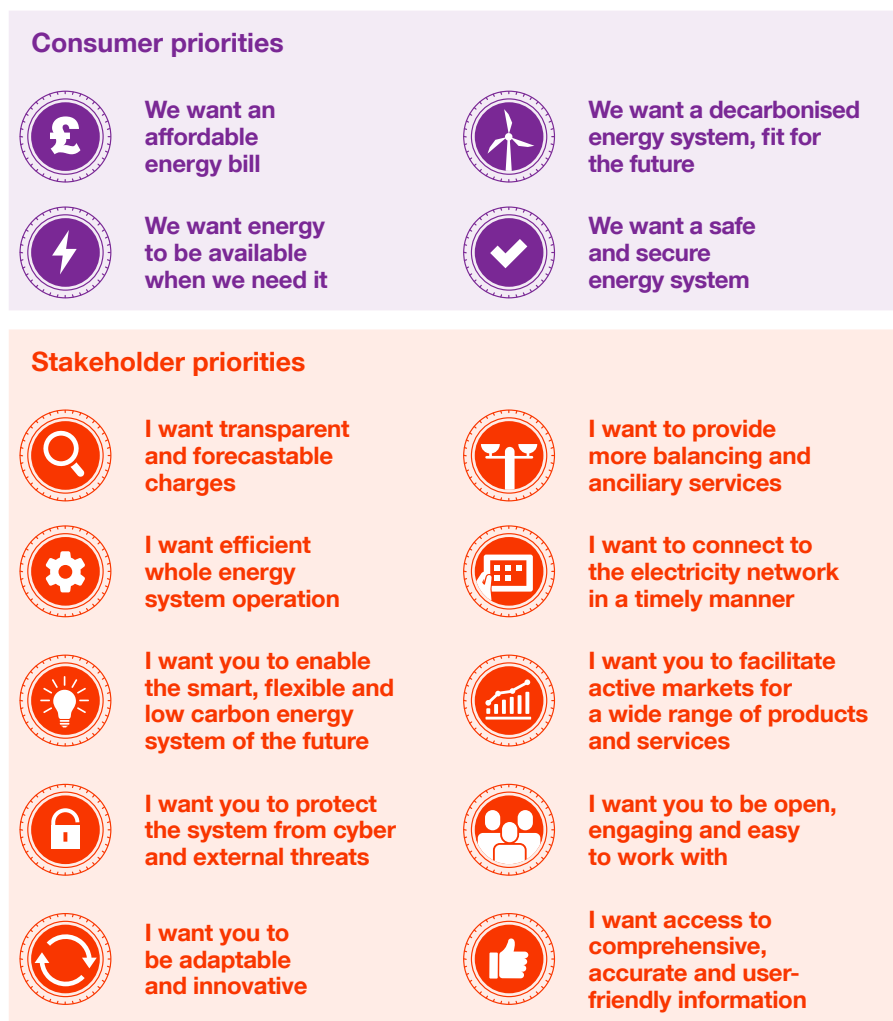 Consumer priorities
£
We want an
affordable
energy bill
We want a decarbonised
energy system, fit for
the future
We want energy
to be available
when we need it
We want a safe
and secure
energy system
Stakeholder priorities
I want transparent
and forecastable
charges
I want to provide
more balancing and
ancillary services
I want efficient
whole energy
system operation
I want to connect to
the electricity network
in a timely manner
I want you to enable
the smart, flexible and
low carbon energy
system of the future
I want you to facilitate
active markets for
a wide range of products
and services
I want you to protect
the system from cyber
and external threats
I want you to be open,
engaging and easy
to work with
I want you to
be adaptable
and innovative
I want access to
comprehensive,
accurate and user-
friendly information